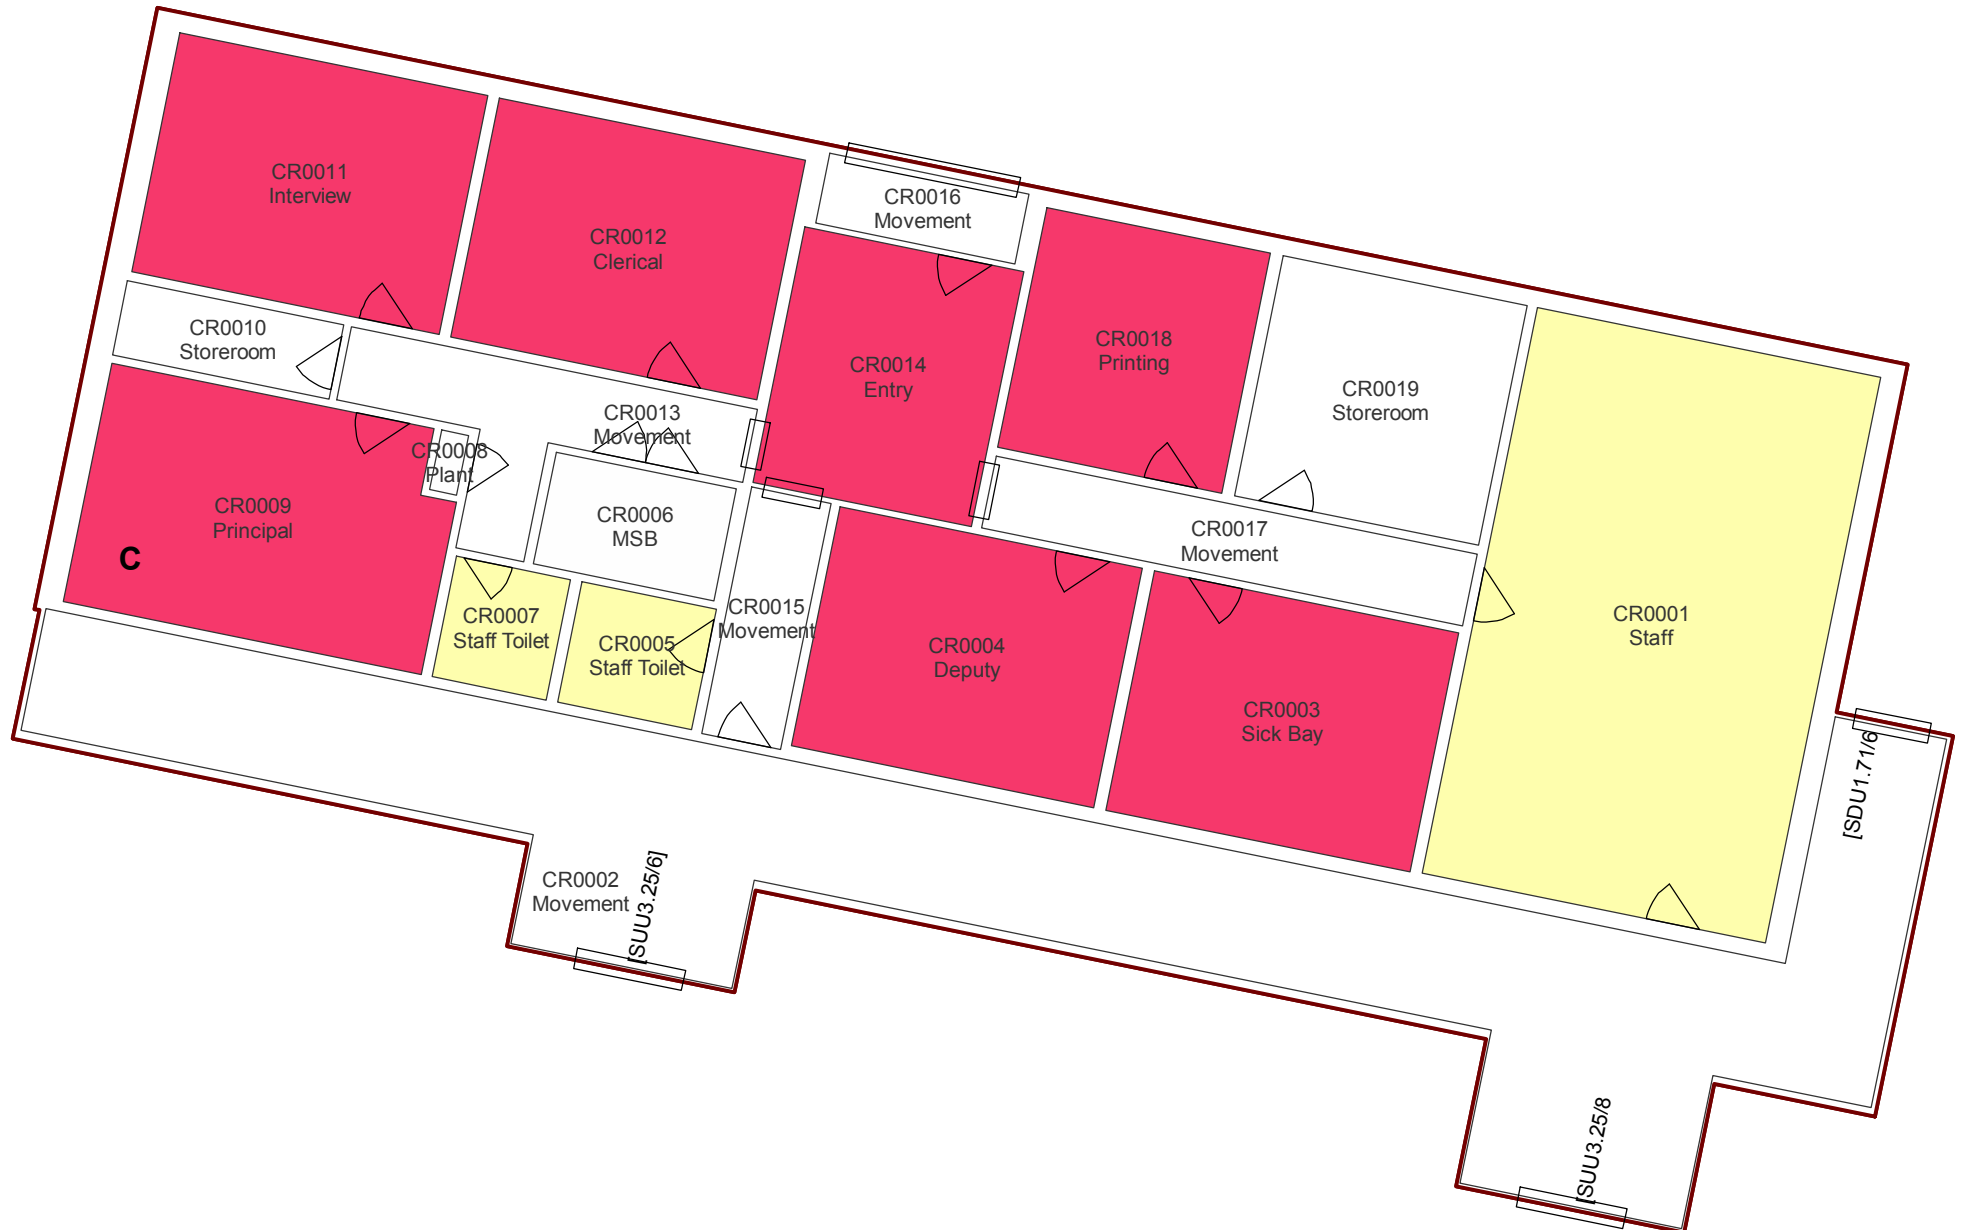 CR0011
Interview
CR0012
Clerical
CR0016
Movement
CR0010
Storeroom
CR0014
Entry
CR0018
Printing
CR0019
Storeroom
CR0013
Movement
CR0008
Plant
CR0009
Principal
C
CR0006
MSB
CR0017
Movement
CR0007
Staff Toilet
CR0005
Staff Toilet
CR0015
Movement
CR0004
Deputy
CR0003
Sick Bay
CR0001
Staff
[SDU1.71/6
CR0002
Movement
[SUU3.25/6]
[SUU3.25/8